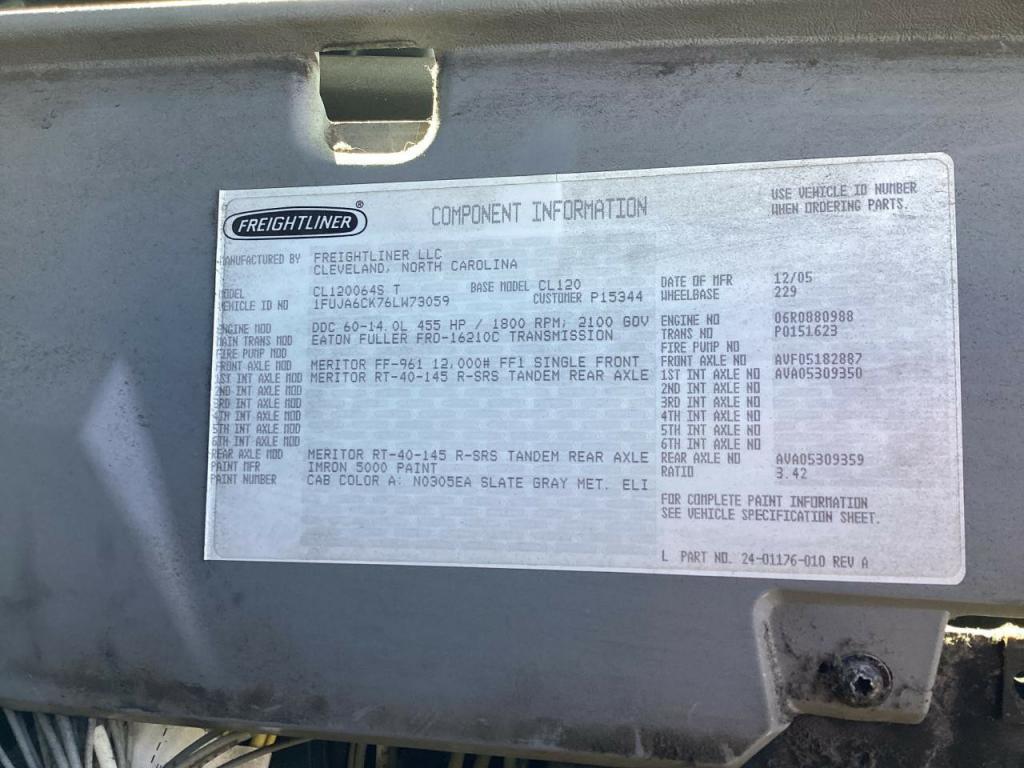 FREIGHTLINER ®
COMPONENT INFORMATION
USE VEHICLE ID NUMBER
WHEN ORDERING PARTS.
MANUFACTURED BY FREIGHTLINER LLC
CLEVELAND, NORTH CAROLINA
MODEL CL120064S T BASE MODEL CL120
VEHICLE ID NO 1FUJA6CK76LW73059 CUSTOMER P15344
DATE OF MFR 12/05
WHEELBASE 229
ENGINE MOD DDC 60-14.0L 455 HP / 1800 RPM, 2100 GOV ENGINE NO 06R0880988
MAIN TRANS MOD EATON FULLER FRO-16210C TRANSMISSION TRANS NO P0151623
FIRE PUMP MOD FIRE PUMP NO
FRONT AXLE MOD MERITOR FF-961 12,000# FF1 SINGLE FRONT FRONT AXLE NO AVF05182887
1ST INT AXLE MOD MERITOR RT-40-145 R-SRS TANDEM REAR AXLE 1ST INT AXLE NO AVA05309350
2ND INT AXLE MOD 2ND INT AXLE NO
3RD INT AXLE MOD 3RD INT AXLE NO
4TH INT AXLE MOD 4TH INT AXLE NO
5TH INT AXLE MOD 5TH INT AXLE NO
6TH INT AXLE MOD 6TH INT AXLE NO
REAR AXLE MOD MERITOR RT-40-145 R-SRS TANDEM REAR AXLE REAR AXLE NO AVA05309359
PAINT MFR IMRON 5000 PAINT RATIO 3.42
PAINT NUMBER CAB COLOR A: N0305EA SLATE GRAY MET. ELI
FOR COMPLETE PAINT INFORMATION
SEE VEHICLE SPECIFICATION SHEET.
L PART NO. 24-01176-010 REV A